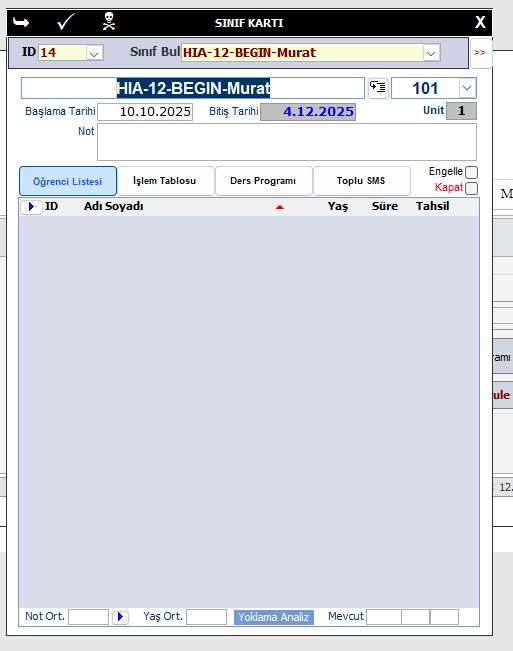 SINIF KARTI X
ID 14 Sınıf Bul HIA-12-BEGIN-Murat >>
HIA-12-BEGIN-Murat 101
Başlama Tarihi 10.10.2025 Bitiş Tarihi 4.12.2025 Unit 1
Not
Öğrenci Listesi İşlem Tablosu Ders Programı Toplu SMS Engelle
Kapat
M
ID Adı Soyadı Yaş Süre Tahsil
ramı
ule
12.
Not Ort. Yaş Ort. Yoklama Analiz Mevcut